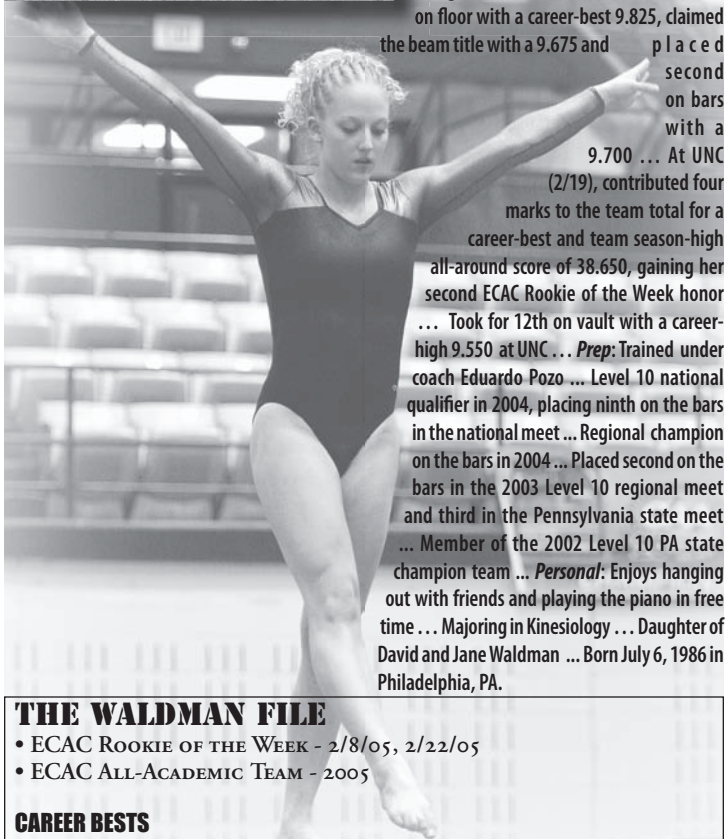 on floor with a career-best 9.825, claimed
the beam title with a 9.675 and placed
second
on bars
with a
9.700 … At UNC
(2/19), contributed four
marks to the team total for a
career-best and team season-high
all-around score of 38.650, gaining her
second ECAC Rookie of the Week honor
… Took for 12th on vault with a career-
high 9.550 at UNC … Prep: Trained under
coach Eduardo Pozo ... Level 10 national
qualifier in 2004, placing ninth on the bars
in the national meet ... Regional champion
on the bars in 2004 ... Placed second on the
bars in the 2003 Level 10 regional meet
and third in the Pennsylvania state meet
... Member of the 2002 Level 10 PA state
champion team ... Personal: Enjoys hanging
out with friends and playing the piano in free
time … Majoring in Kinesiology … Daughter of
David and Jane Waldman ... Born July 6, 1986 in
Philadelphia, PA.
THE WALDMAN FILE
• ECAC ROOKIE OF THE WEEK - 2/8/05, 2/22/05
• ECAC ALL-ACADEMIC TEAM - 2005
CAREER BESTS